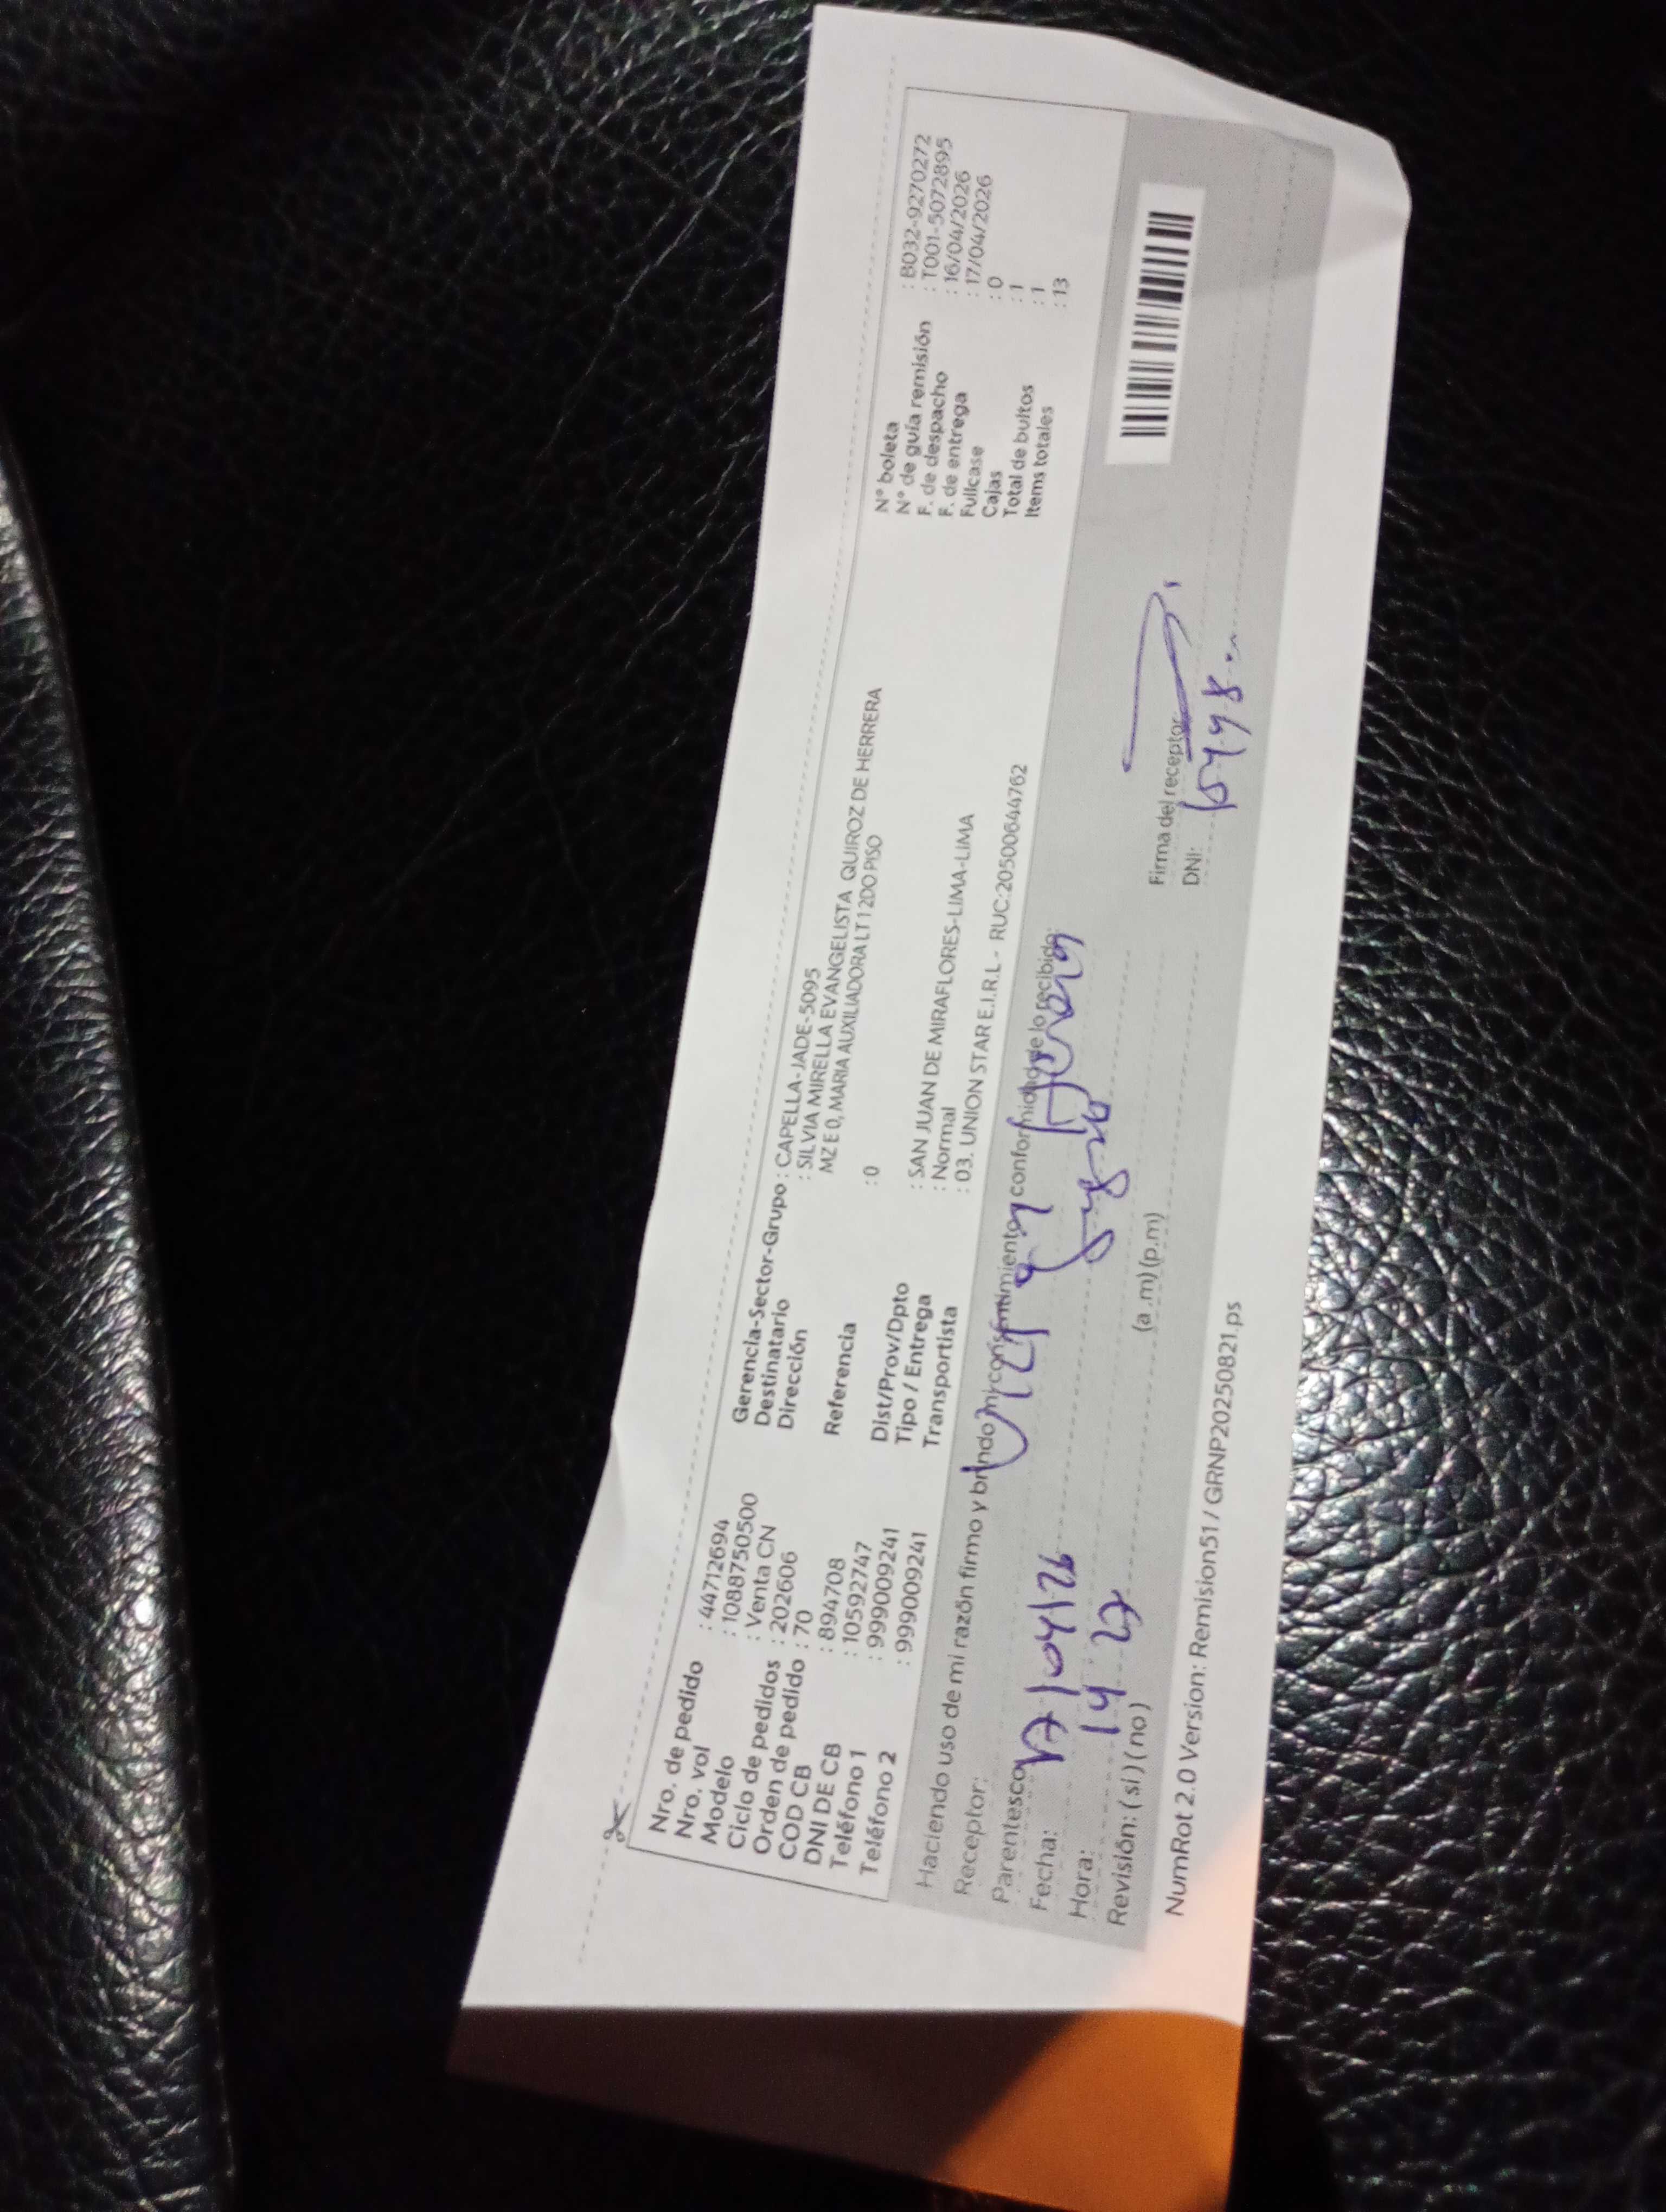 Nro. de pedido : 44712694
Nro. vol : 1088750500
Modelo : Venta CN
Ciclo de pedidos : 202606
Orden de pedido : 70
COD CB : 894708
DNI DE CB : 10592747
Teléfono 1 : 999009241
Teléfono 2 : 999009241
Gerencia-Sector-Grupo : CAPELLA-JADE-5095
Destinatario : SILVIA MIRELLA EVANGELISTA QUIROZ DE HERRERA
Dirección MZ E 0, MARIA AUXILIADORA LT 1 2DO PISO
Referencia : 0
Dist/Prov/Dpto : SAN JUAN DE MIRAFLORES-LIMA-LIMA
Tipo / Entrega : Normal
Transportista : 03. UNION STAR E.I.R.L - RUC:20500644762
N° boleta : B032-9270272
N° de guía remisión : T001-5072895
F. de despacho : 16/04/2026
F. de entrega : 17/04/2026
Fullcase : 0
Cajas : 1
Total de bultos : 1
Items totales : 13
Haciendo uso de mi razón firmo y brindo mi consentimiento y conformidad de lo recibido:
Receptor:
Parentesco
Fecha: 17/04/26
Hora: 14 27 (a.m)(p.m)
Revisión: (si)(no)
Firma del receptor:
DNI:
NumRot 2.0 Version: Remision51 / GRNP20250821.ps